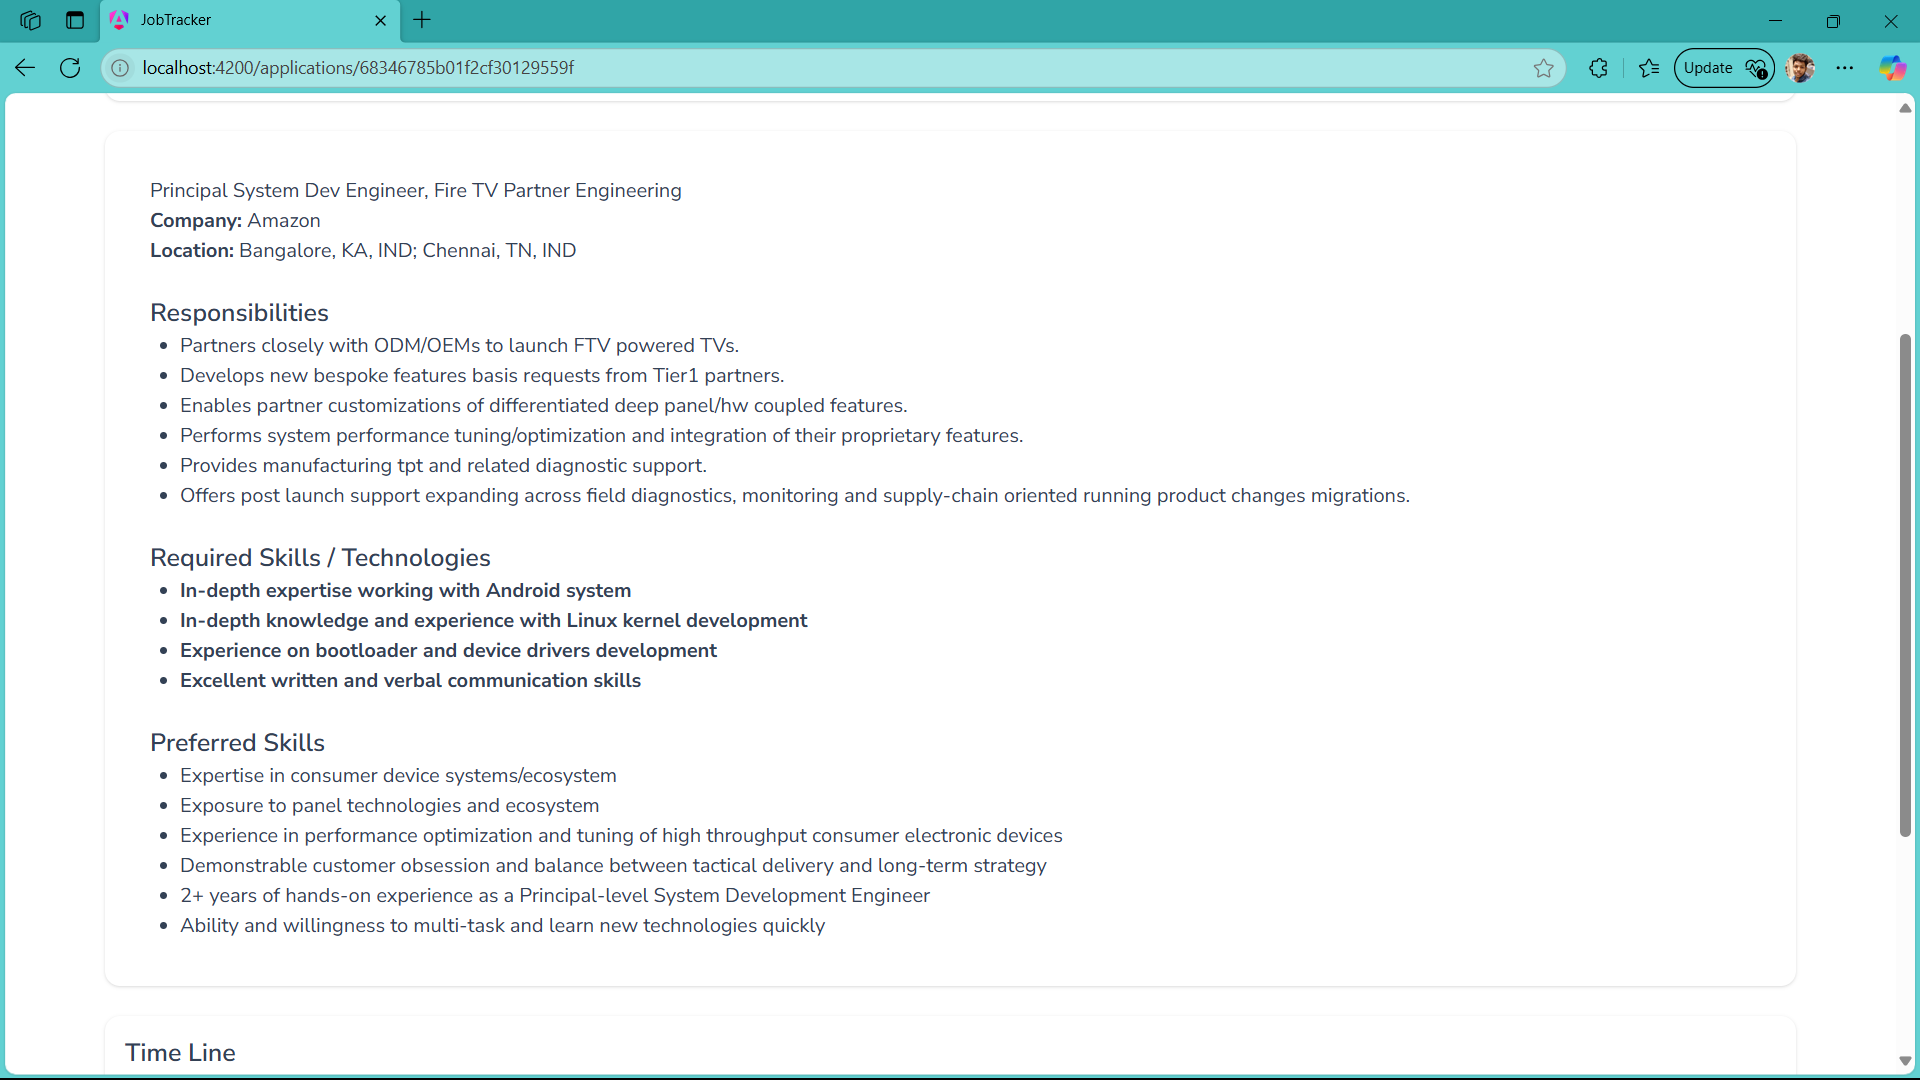 JobTracker
localhost:4200/applications/68346785b01f2cf30129559f
Update
Principal System Dev Engineer, Fire TV Partner Engineering
Company: Amazon
Location: Bangalore, KA, IND; Chennai, TN, IND
Responsibilities
• Partners closely with ODM/OEMs to launch FTV powered TVs.
• Develops new bespoke features basis requests from Tier1 partners.
• Enables partner customizations of differentiated deep panel/hw coupled features.
• Performs system performance tuning/optimization and integration of their proprietary features.
• Provides manufacturing tpt and related diagnostic support.
• Offers post launch support expanding across field diagnostics, monitoring and supply-chain oriented running product changes migrations.
Required Skills / Technologies
• In-depth expertise working with Android system
• In-depth knowledge and experience with Linux kernel development
• Experience on bootloader and device drivers development
• Excellent written and verbal communication skills
Preferred Skills
• Expertise in consumer device systems/ecosystem
• Exposure to panel technologies and ecosystem
• Experience in performance optimization and tuning of high throughput consumer electronic devices
• Demonstrable customer obsession and balance between tactical delivery and long-term strategy
• 2+ years of hands-on experience as a Principal-level System Development Engineer
• Ability and willingness to multi-task and learn new technologies quickly
Time Line